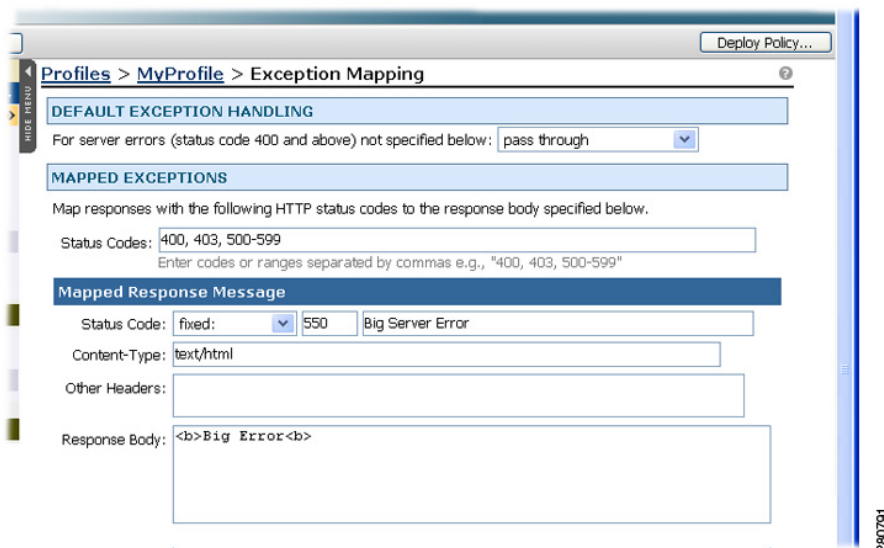 Deploy Policy...
HIDE MENU
Profiles > MyProfile > Exception Mapping
DEFAULT EXCEPTION HANDLING
For server errors (status code 400 and above) not specified below: pass through
MAPPED EXCEPTIONS
Map responses with the following HTTP status codes to the response body specified below.
Status Codes: 400, 403, 500-599
Enter codes or ranges separated by commas e.g., "400, 403, 500-599"
Mapped Response Message
Status Code: fixed: 550 Big Server Error
Content-Type: text/html
Other Headers:
Response Body: <b>Big Error<b>
280791